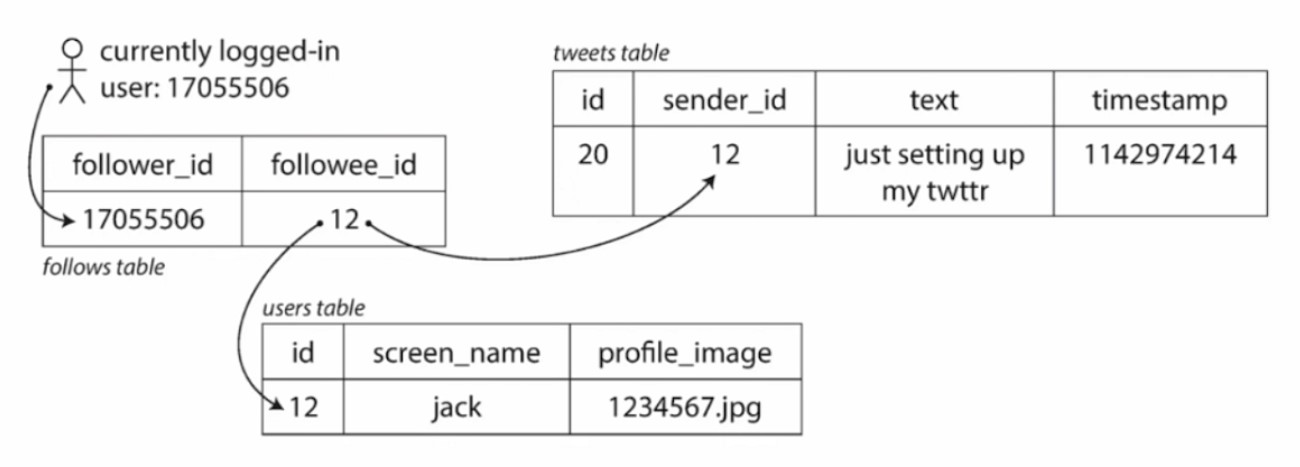 currently logged-in
user: 17055506
follower_id followee_id
17055506 12
follows table
tweets table
id sender_id text timestamp
20 12 just setting up 1142974214
my twttr
users table
id screen_name profile_image
12 jack 1234567.jpg